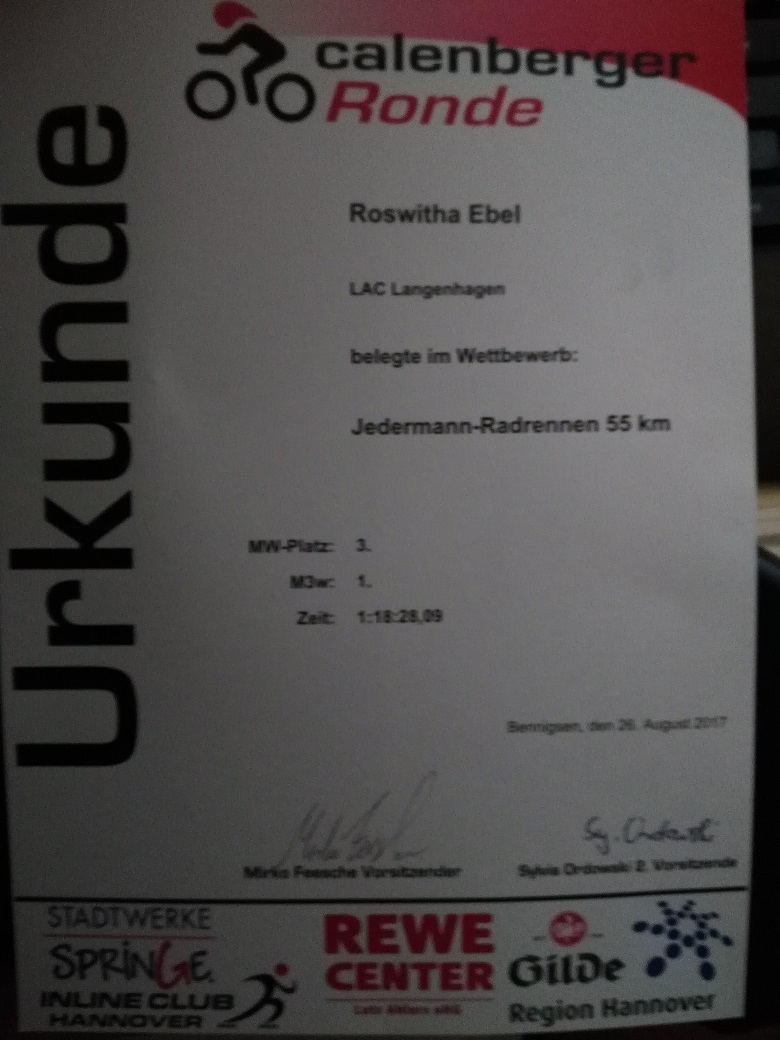 calenberger
Ronde
Urkunde
Roswitha Ebel
LAC Langenhagen
belegte im Wettbewerb:
Jedermann-Radrennen 55 km
MW-Platz: 3.
M3w: 1.
Zeit: 1:18:28,09
Bennigsen, den 26. August 2017
Mirko Feesche Vorsitzender
Sylvia Ordowski 2. Vorsitzende
STADTWERKE
SPRiNGE
INLINE CLUB
HANNOVER
REWE
CENTER
Gilde
Region Hannover